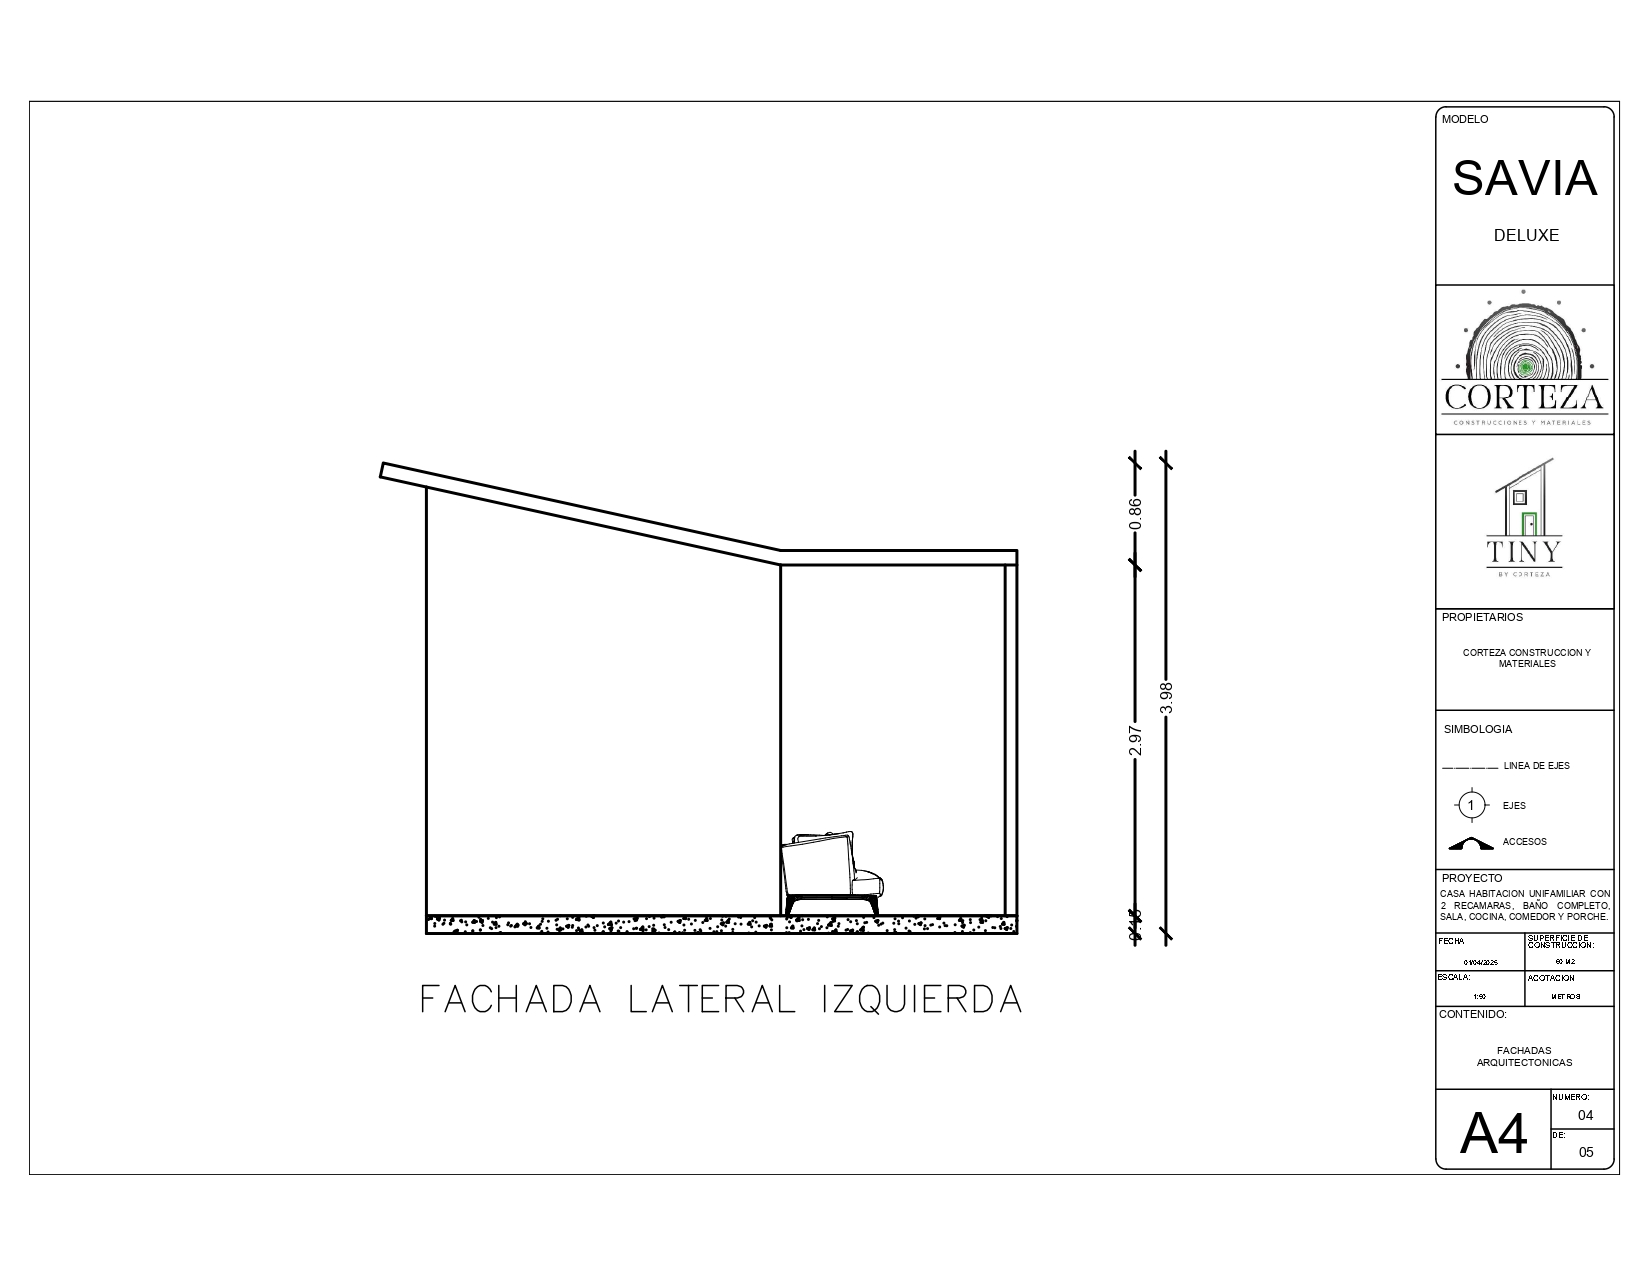 MODELO
SAVIA
DELUXE
CORTEZA
CONSTRUCCIONES Y MATERIALES
TINY
BY CORTEZA
PROPIETARIOS
CORTEZA CONSTRUCCION Y
MATERIALES
SIMBOLOGIA
LINEA DE EJES
1
EJES
ACCESOS
PROYECTO
CASA HABITACION UNIFAMILIAR CON
2 RECAMARAS, BAÑO COMPLETO,
SALA, COCINA, COMEDOR Y PORCHE.
FECHA
01/04/2025
SUPERFICIE DE
CONSTRUCCION:
60 M2
ESCALA:
1:50
ACOTACION
METROS
CONTENIDO:
FACHADAS
ARQUITECTONICAS
A4
NUMERO:
04
DE:
05
0.86
2.97
0.15
3.98
FACHADA LATERAL IZQUIERDA